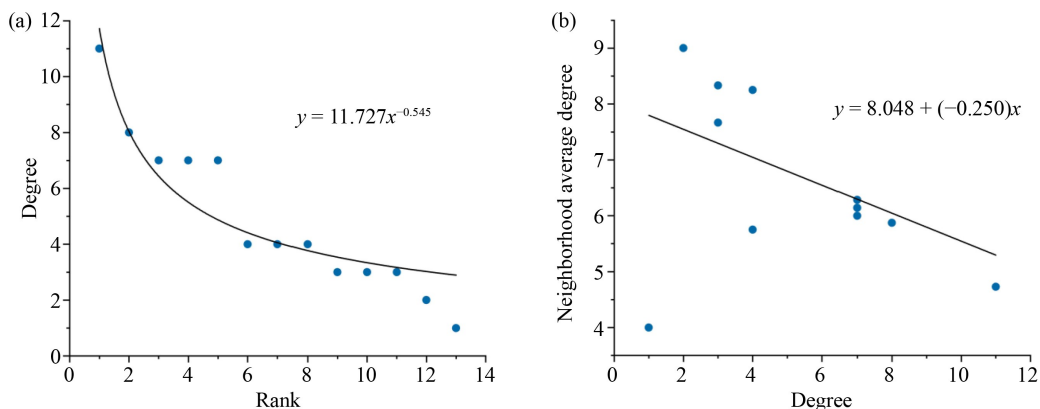 (a)
12
10
8
6
4
2
0
Degree
y = 11.727x^−0.545
0 2 4 6 8 10 12 14
Rank
(b)
9
8
7
6
5
4
Neighborhood average degree
y = 8.048 + (−0.250)x
0 2 4 6 8 10 12
Degree